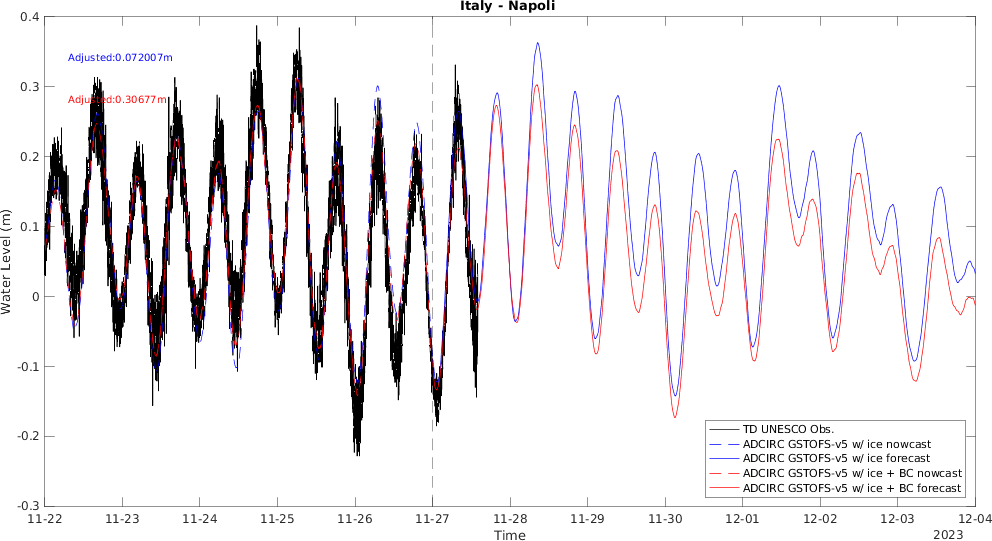 Italy - Napoli
0.4
Adjusted:0.072007m
0.3
Adjusted:0.30677m
0.2
0.1
Water Level (m)
0
-0.1
-0.2
-0.3
TD UNESCO Obs.
ADCIRC GSTOFS-v5 w/ ice nowcast
ADCIRC GSTOFS-v5 w/ ice forecast
ADCIRC GSTOFS-v5 w/ ice + BC nowcast
ADCIRC GSTOFS-v5 w/ ice + BC forecast
11-22 11-23 11-24 11-25 11-26 11-27 11-28 11-29 11-30 12-01 12-02 12-03 12-04
Time
2023